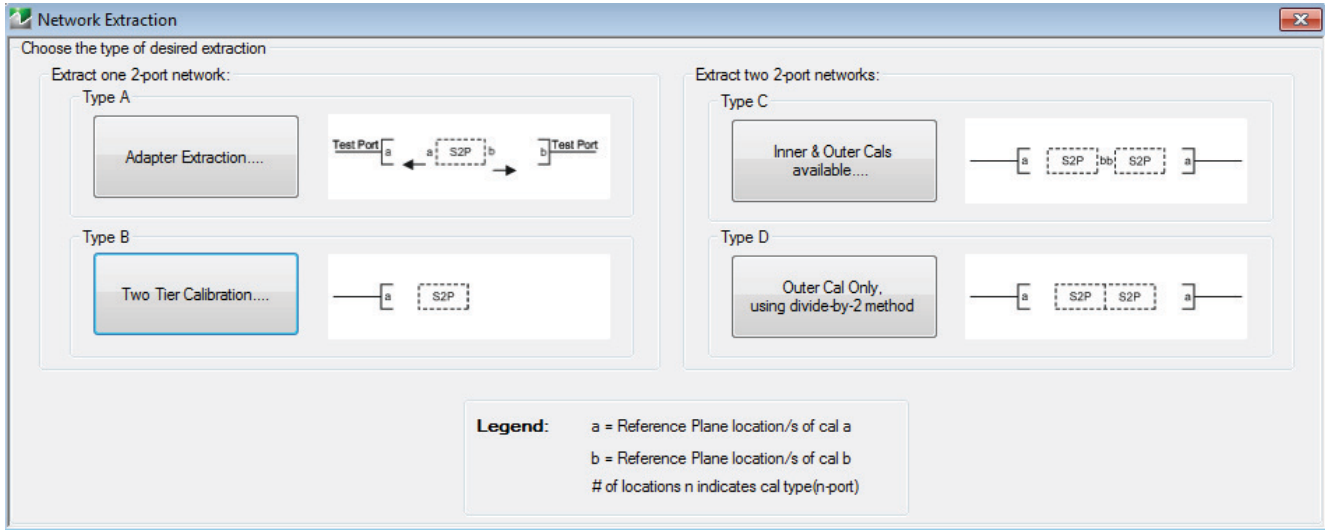 Network Extraction
Choose the type of desired extraction
Extract one 2-port network:
Type A
Adapter Extraction....
Test Port a
a S2P b
b Test Port
Type B
Two Tier Calibration....
a S2P
Extract two 2-port networks:
Type C
Inner & Outer Cals
available....
a S2P bb S2P a
Type D
Outer Cal Only,
using divide-by-2 method
a S2P S2P a
Legend:
a = Reference Plane location/s of cal a
b = Reference Plane location/s of cal b
# of locations n indicates cal type(n-port)